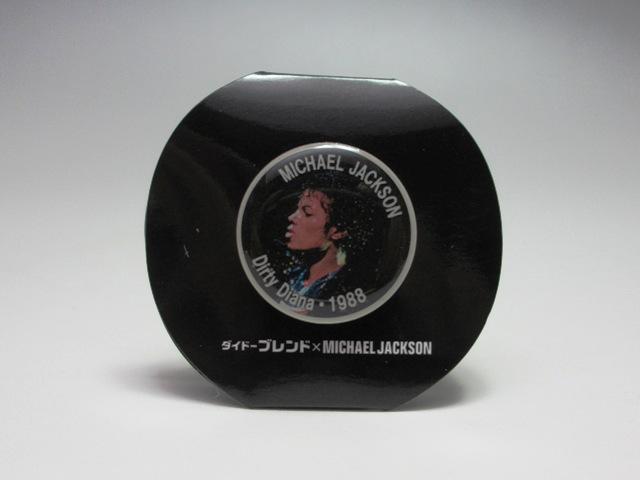 MICHAEL JACKSON
Dirty Diana • 1988
ダイドーブレンド×MICHAEL JACKSON